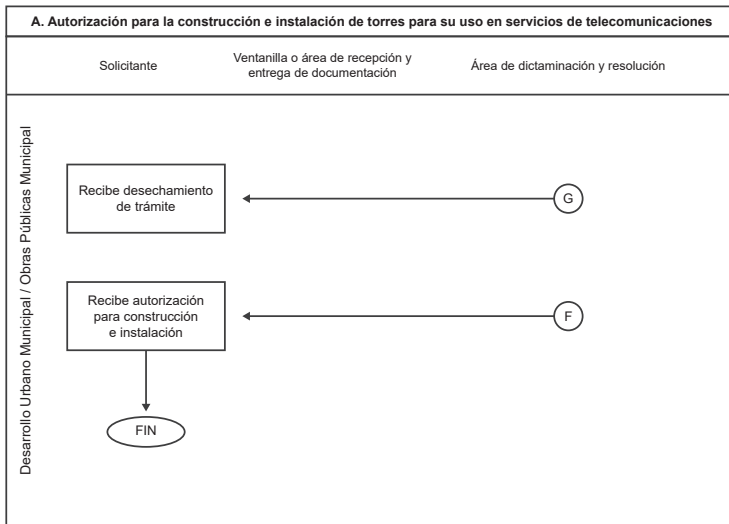 A. Autorización para la construcción e instalación de torres para su uso en servicios de telecomunicaciones
Solicitante
Ventanilla o área de recepción y
entrega de documentación
Área de dictaminación y resolución
Desarrollo Urbano Municipal / Obras Públicas Municipal
Recibe desechamiento
de trámite
G
Recibe autorización
para construcción
e instalación
F
FIN